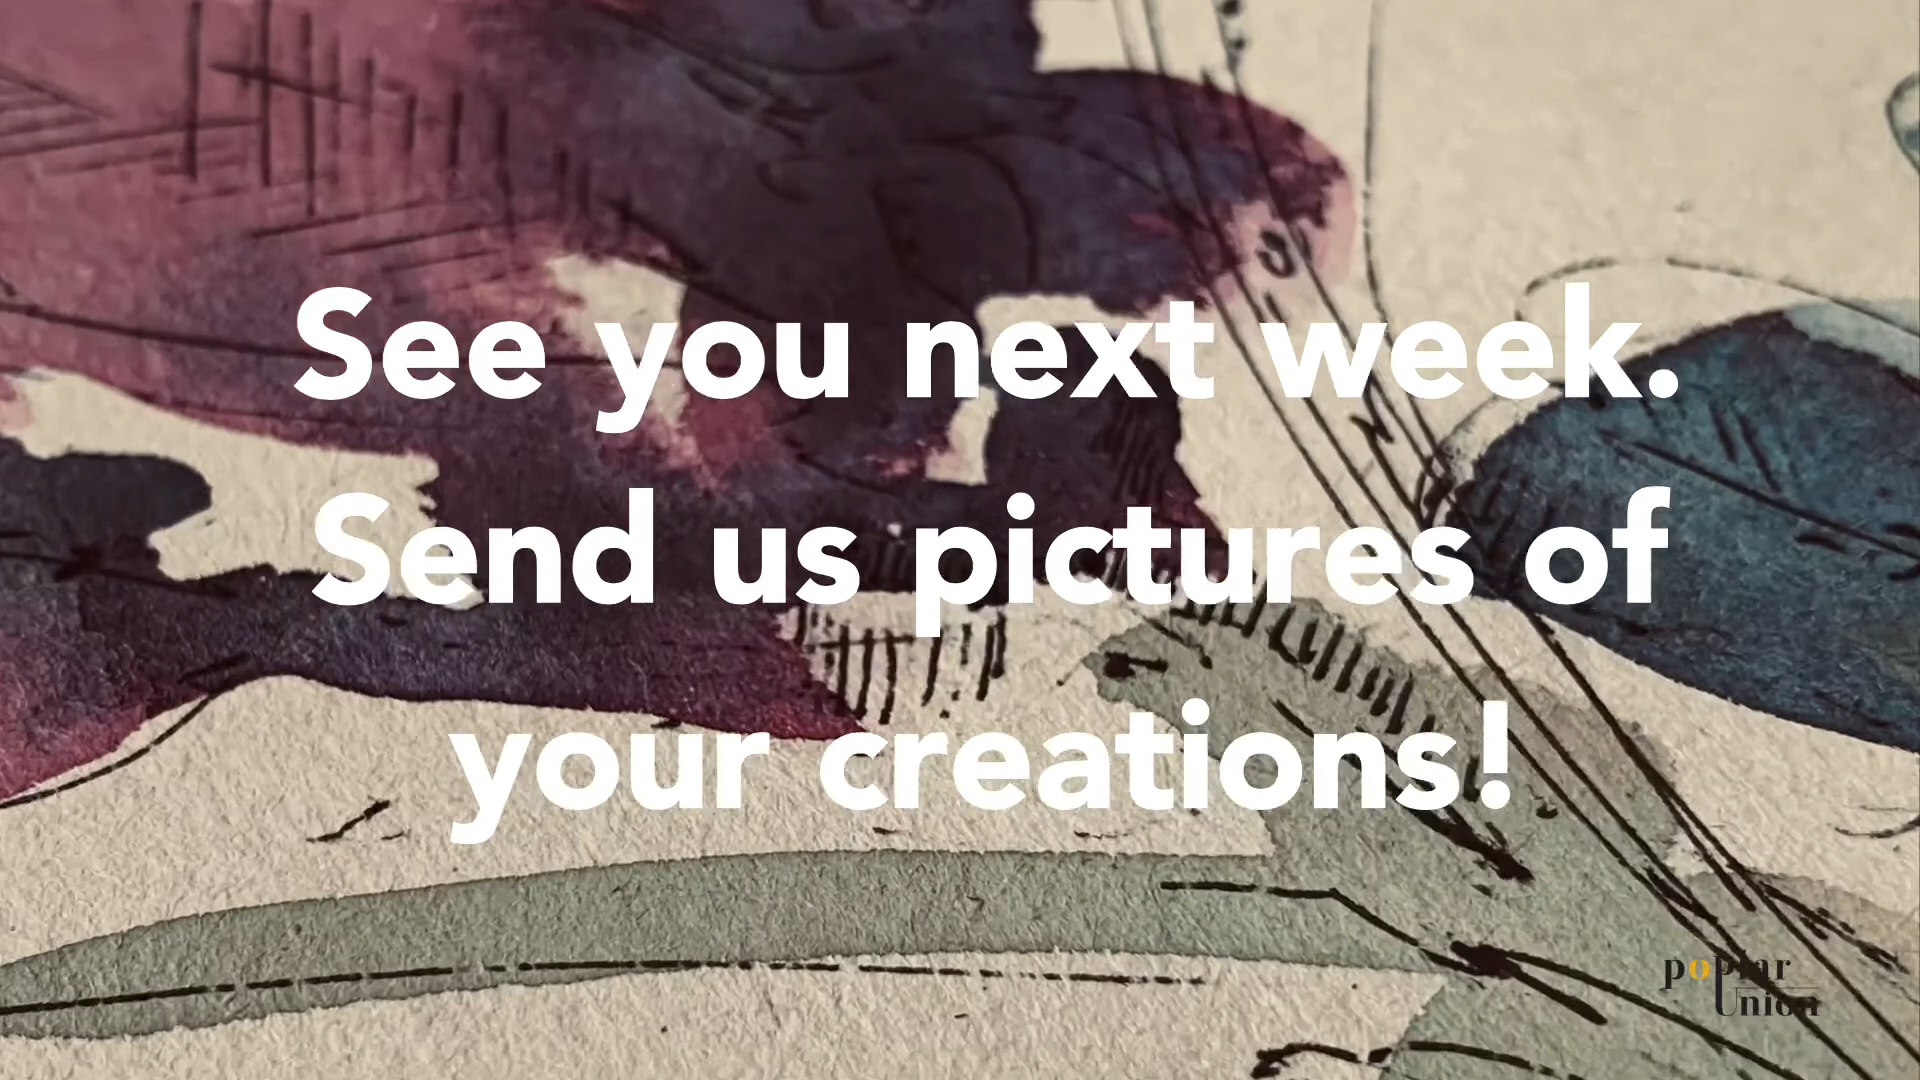 See you next week.
Send us pictures of
your creations!
poplar
Union